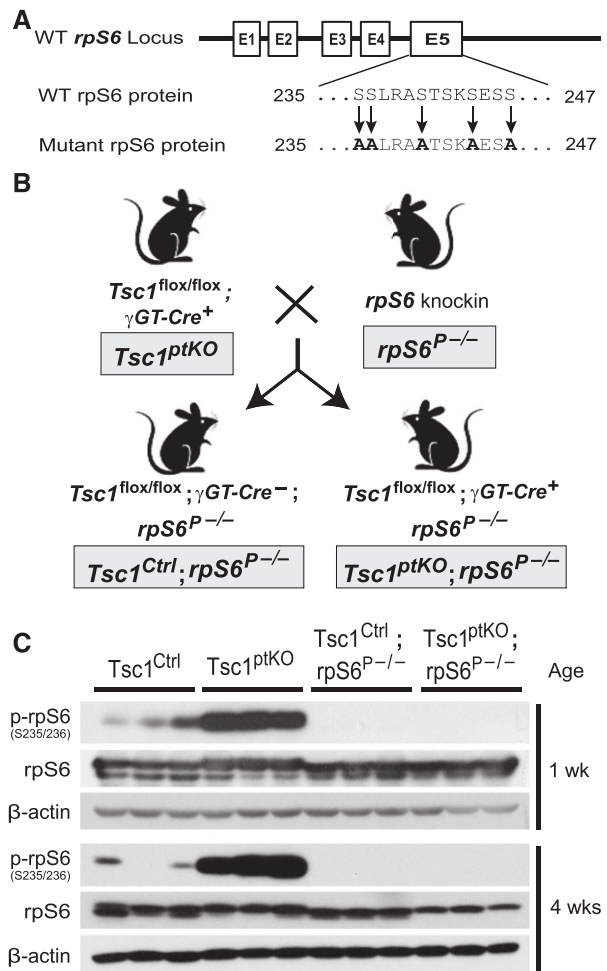 A
WT rpS6 Locus
E1 E2 E3 E4 E5
WT rpS6 protein 235 ...SSLRASTSKSESS... 247
Mutant rpS6 protein 235 ...AALRAATSKAESA... 247
B
Tsc1flox/flox;
γGT-Cre+
Tsc1ptKO
rpS6 knockin
rpS6P–/–
Tsc1flox/flox;γGT-Cre–;
rpS6P–/–
Tsc1Ctrl;rpS6P–/–
Tsc1flox/flox;γGT-Cre+
rpS6P–/–
Tsc1ptKO;rpS6P–/–
C
Tsc1Ctrl
Tsc1ptKO
Tsc1Ctrl;
rpS6P–/–
Tsc1ptKO;
rpS6P–/–
Age
p-rpS6
(S235/236)
rpS6
β-actin
1 wk
p-rpS6
(S235/236)
rpS6
β-actin
4 wks